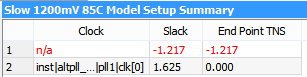 Slow 1200mV 85C Model Setup Summary
Clock Slack End Point TNS
1 n/a -1.217 -1.217
2 inst|altpll_...|pll1|clk[0] 1.625 0.000